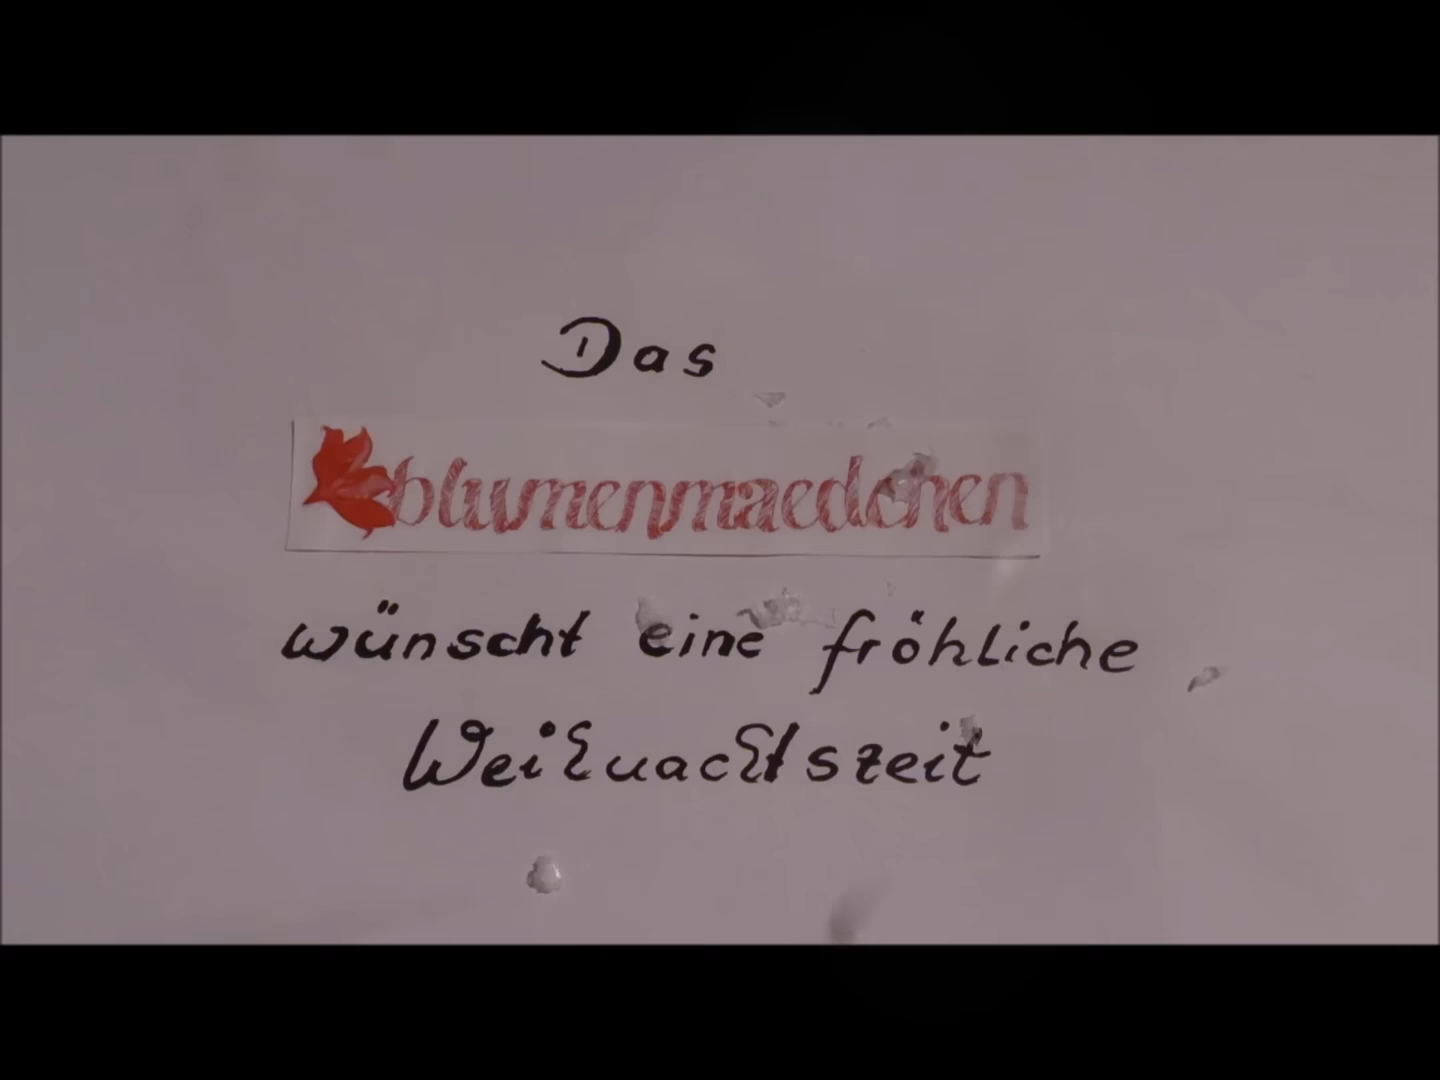 Das
blumenmaedchen
wünscht eine fröhliche
Weihnachtszeit